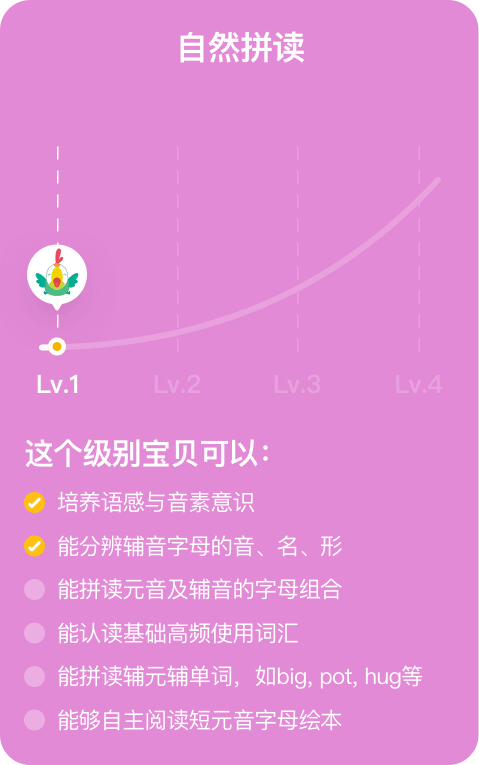 自然拼读
Lv.1 Lv.2 Lv.3 Lv.4
这个级别宝贝可以：
培养语感与音素意识
能分辨辅音字母的音、名、形
能拼读元音及辅音的字母组合
能认读基础高频使用词汇
能拼读辅元辅单词，如big, pot, hug等
能够自主阅读短元音字母绘本